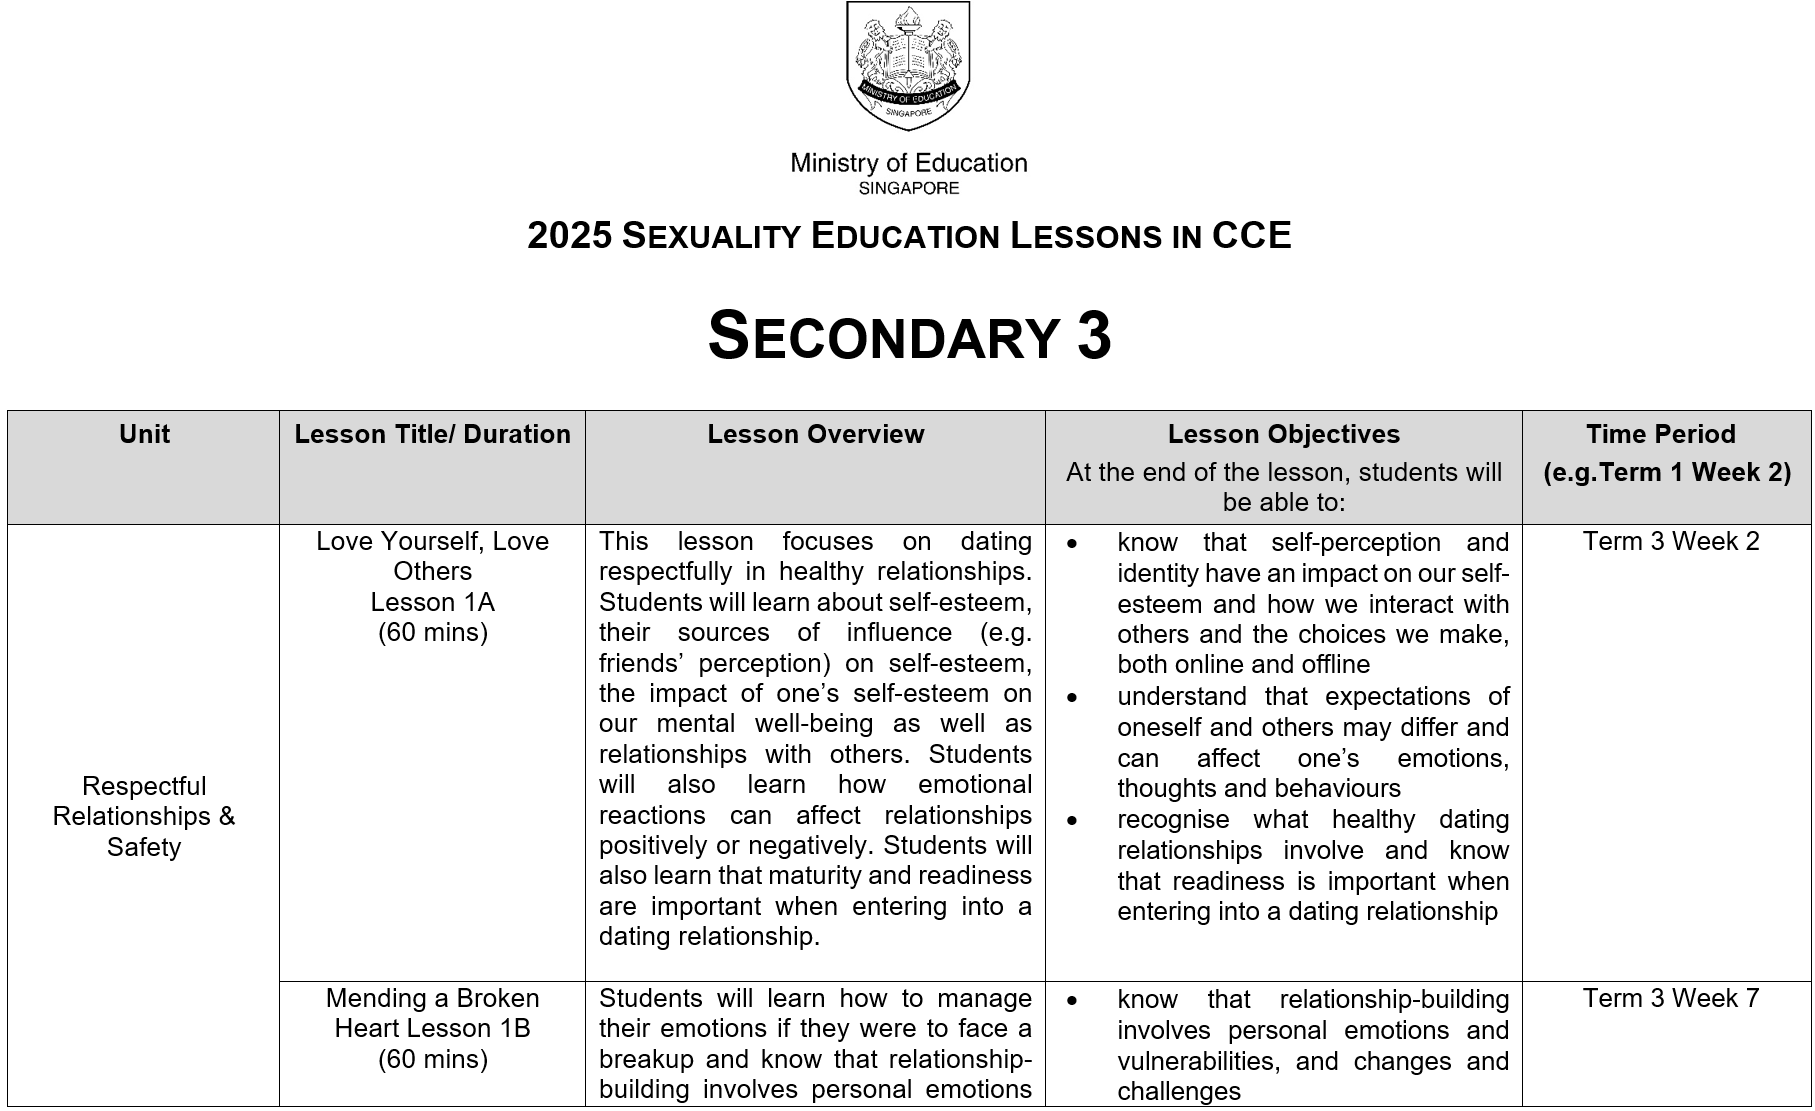 MINISTRY OF EDUCATION
SINGAPORE
Ministry of Education
SINGAPORE
2025 SEXUALITY EDUCATION LESSONS IN CCE
SECONDARY 3
Unit
Lesson Title/ Duration
Lesson Overview
Lesson Objectives
At the end of the lesson, students will
be able to:
Time Period
(e.g.Term 1 Week 2)
Respectful
Relationships &
Safety
Love Yourself, Love
Others
Lesson 1A
(60 mins)
This lesson focuses on dating
respectfully in healthy relationships.
Students will learn about self-esteem,
their sources of influence (e.g.
friends’ perception) on self-esteem,
the impact of one’s self-esteem on
our mental well-being as well as
relationships with others. Students
will also learn how emotional
reactions can affect relationships
positively or negatively. Students will
also learn that maturity and readiness
are important when entering into a
dating relationship.
• know that self-perception and
identity have an impact on our self-
esteem and how we interact with
others and the choices we make,
both online and offline
• understand that expectations of
oneself and others may differ and
can affect one’s emotions,
thoughts and behaviours
• recognise what healthy dating
relationships involve and know
that readiness is important when
entering into a dating relationship
Term 3 Week 2
Mending a Broken
Heart Lesson 1B
(60 mins)
Students will learn how to manage
their emotions if they were to face a
breakup and know that relationship-
building involves personal emotions
• know that relationship-building
involves personal emotions and
vulnerabilities, and changes and
challenges
Term 3 Week 7